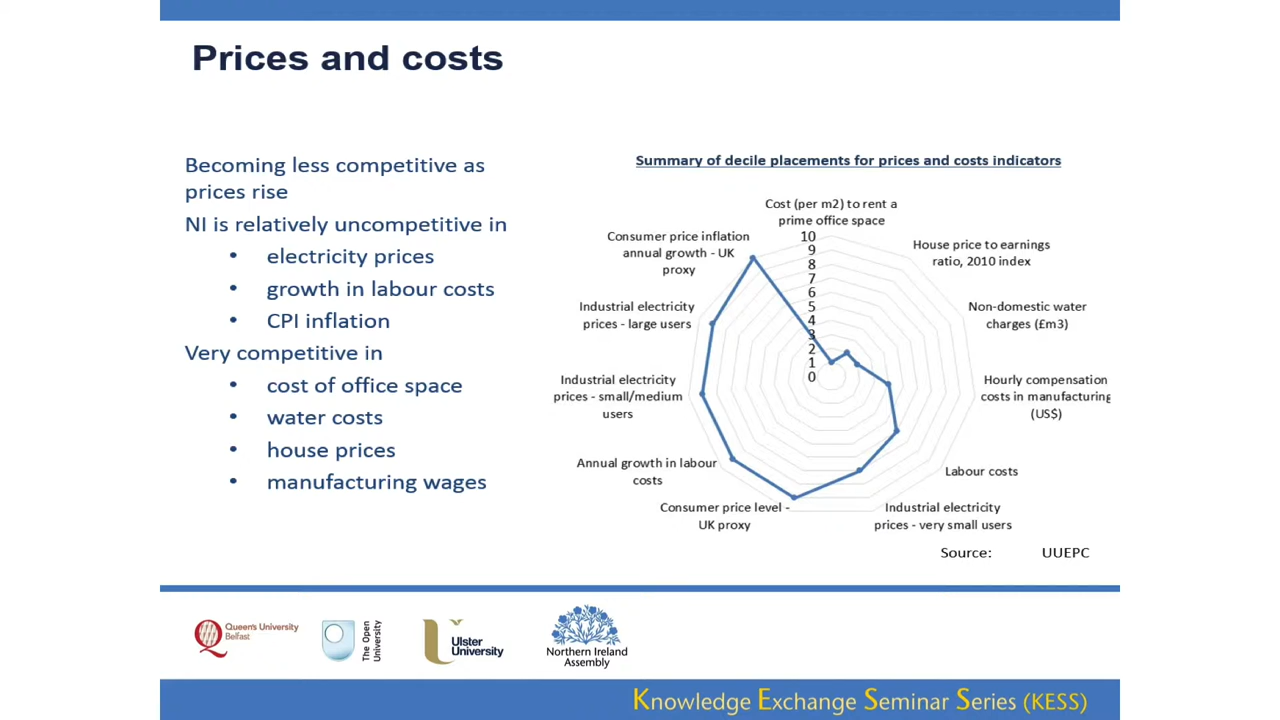 Prices and costs
Becoming less competitive as
prices rise
NI is relatively uncompetitive in
• electricity prices
• growth in labour costs
• CPI inflation
Very competitive in
• cost of office space
• water costs
• house prices
• manufacturing wages
Summary of decile placements for prices and costs indicators
Cost (per m2) to rent a
prime office space
House price to earnings
ratio, 2010 index
Non-domestic water
charges (£m3)
Hourly compensation
costs in manufacturing
(US$)
Labour costs
Industrial electricity
prices - very small users
Consumer price level -
UK proxy
Annual growth in labour
costs
Industrial electricity
prices - small/medium
users
Industrial electricity
prices - large users
Consumer price inflation
annual growth - UK
proxy
10
9
8
7
6
5
4
3
2
1
0
Source: UUEPC
Queen's University
Belfast
The Open
University
Ulster
University
Northern Ireland
Assembly
Knowledge Exchange Seminar Series (KESS)